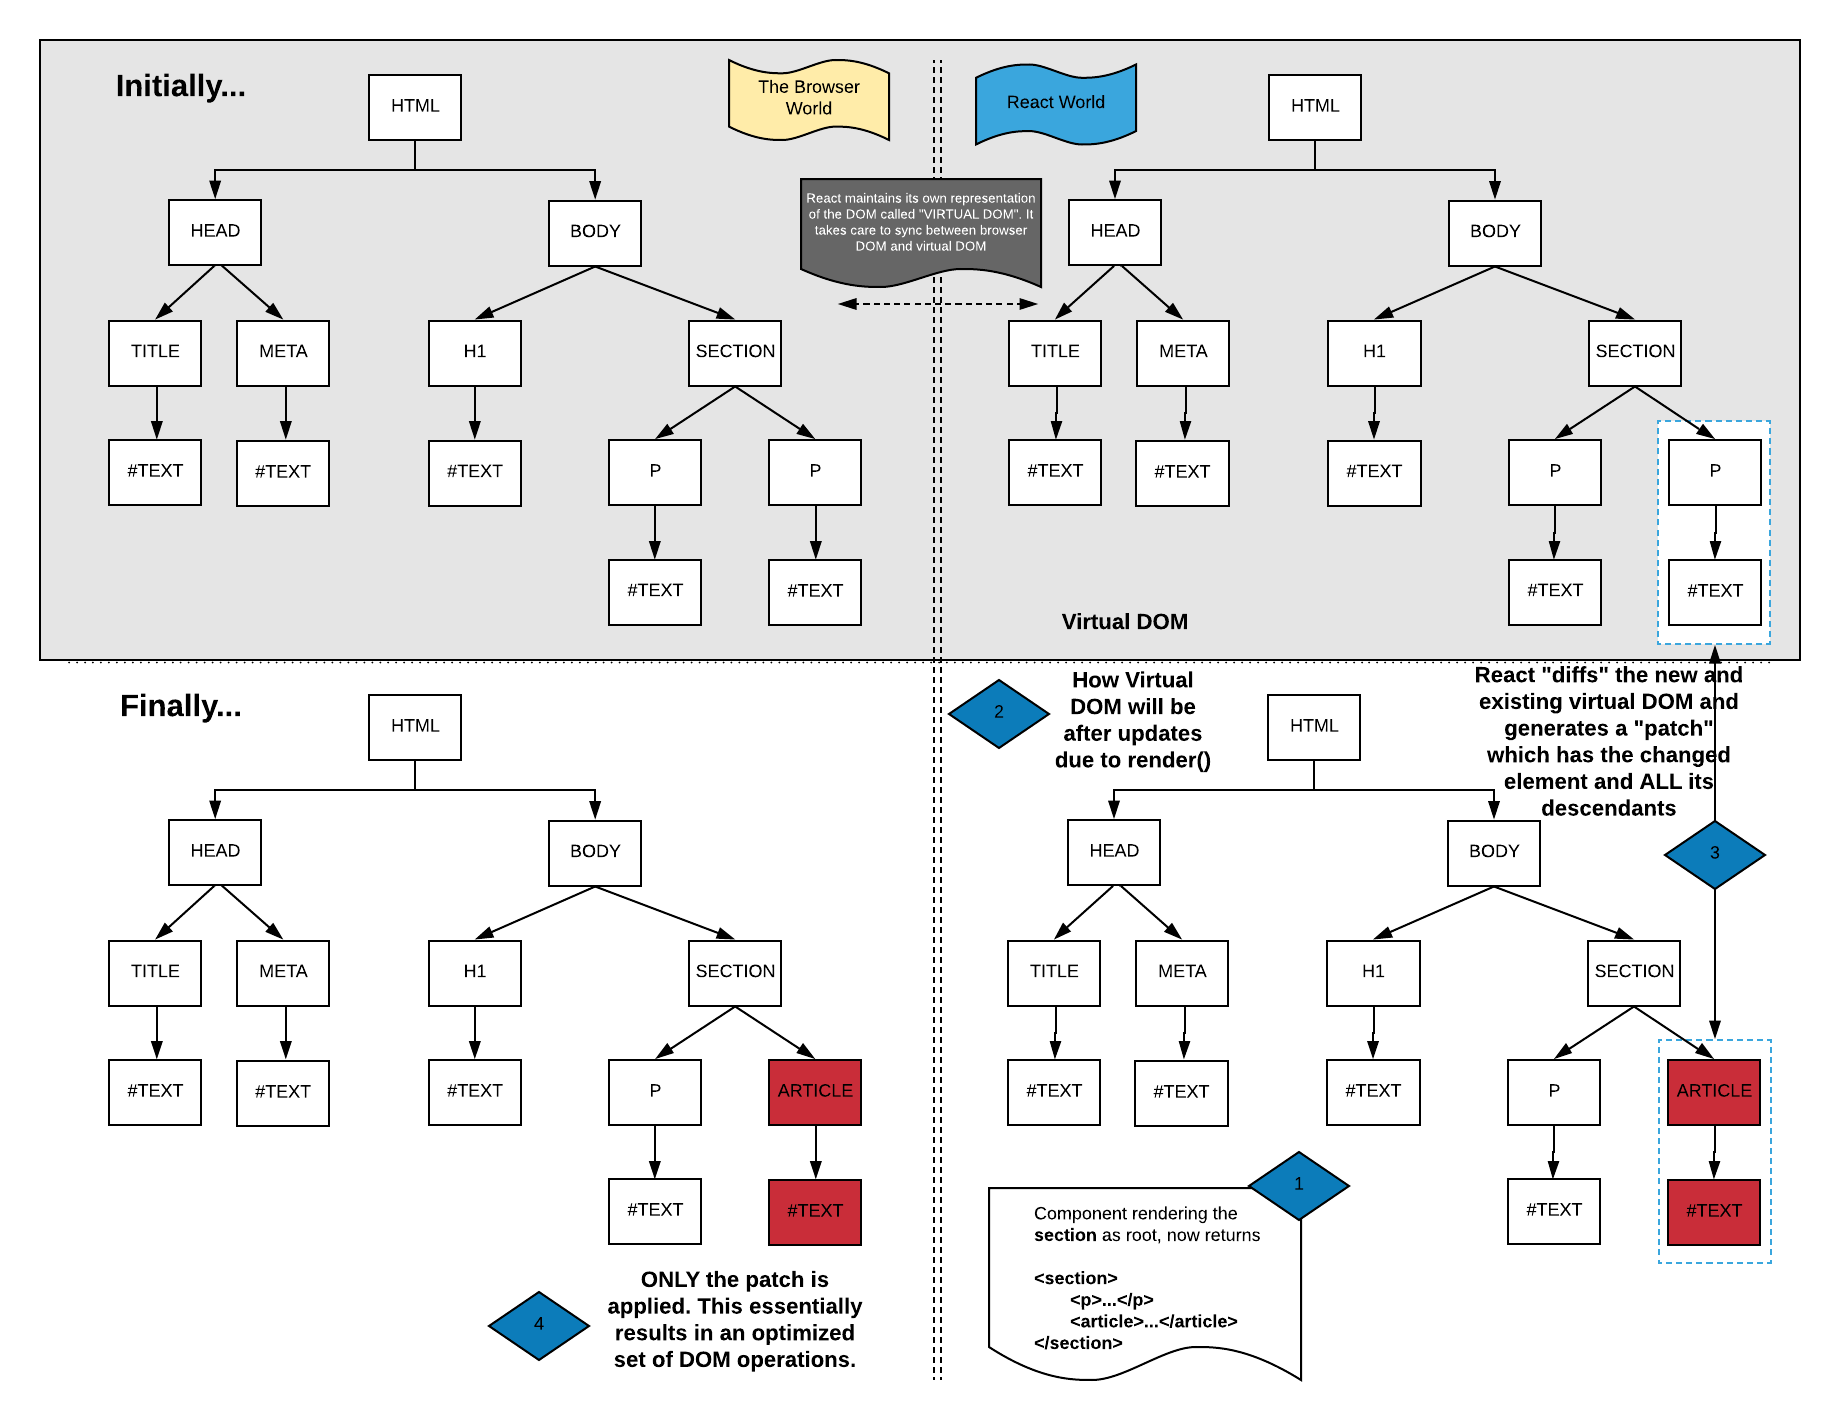 Initially...
The Browser
World
React World
React maintains its own representation
of the DOM called "VIRTUAL DOM". It
takes care to sync between browser
DOM and virtual DOM
HTML
HEAD
BODY
TITLE
META
H1
SECTION
#TEXT
#TEXT
#TEXT
P
P
#TEXT
#TEXT
HTML
HEAD
BODY
TITLE
META
H1
SECTION
#TEXT
#TEXT
#TEXT
P
P
#TEXT
#TEXT
Virtual DOM
Finally...
HTML
HEAD
BODY
TITLE
META
H1
SECTION
#TEXT
#TEXT
#TEXT
P
ARTICLE
#TEXT
#TEXT
4
ONLY the patch is
applied. This essentially
results in an optimized
set of DOM operations.
2
How Virtual
DOM will be
after updates
due to render()
React "diffs" the new and
existing virtual DOM and
generates a "patch"
which has the changed
element and ALL its
descendants
3
HTML
HEAD
BODY
TITLE
META
H1
SECTION
#TEXT
#TEXT
#TEXT
P
ARTICLE
#TEXT
#TEXT
1
Component rendering the
section as root, now returns
<section>
<p>...</p>
<article>...</article>
</section>